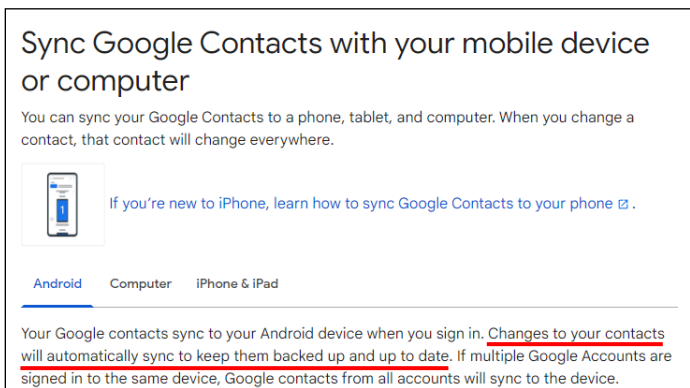 Sync Google Contacts with your mobile device
or computer
You can sync your Google Contacts to a phone, tablet, and computer. When you change a
contact, that contact will change everywhere.
1
If you're new to iPhone, learn how to sync Google Contacts to your phone.
Android Computer iPhone & iPad
Your Google contacts sync to your Android device when you sign in. Changes to your contacts
will automatically sync to keep them backed up and up to date. If multiple Google Accounts are
signed in to the same device, Google contacts from all accounts will sync to the device.